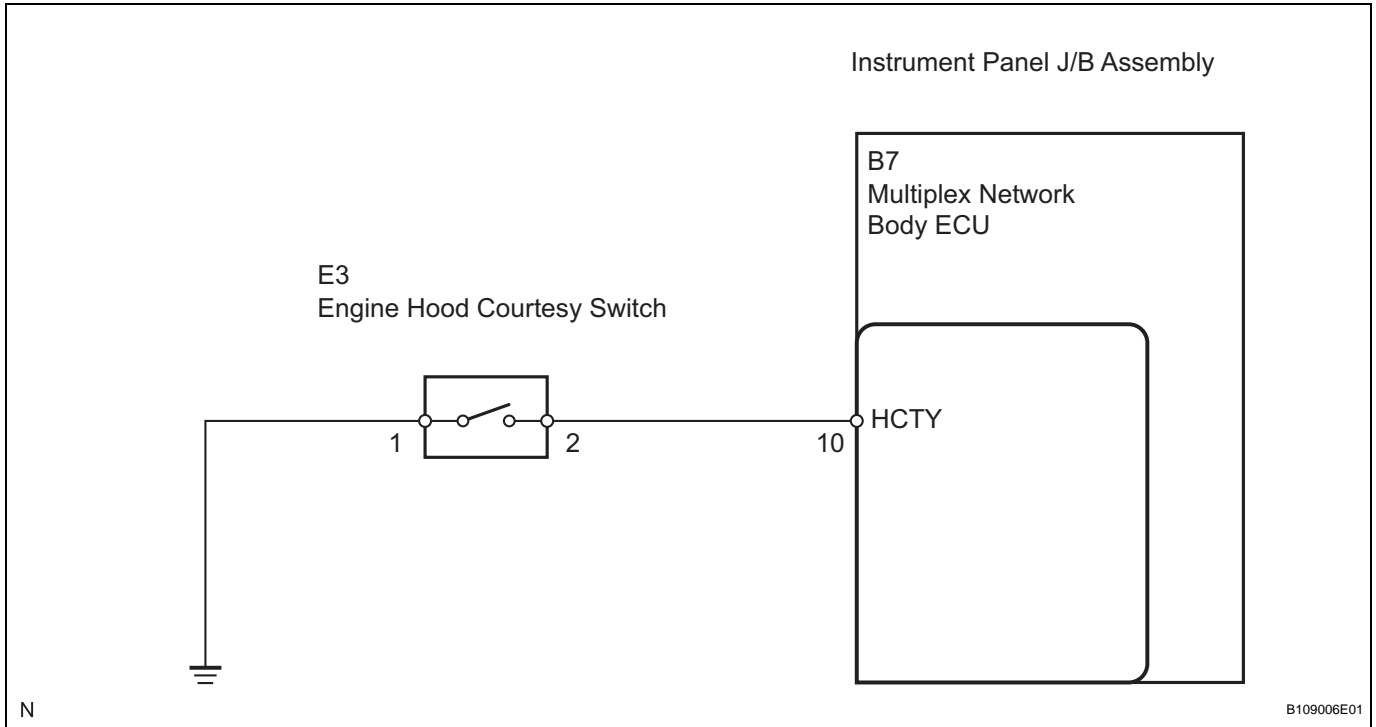 Instrument Panel J/B Assembly
B7
Multiplex Network
Body ECU
E3
Engine Hood Courtesy Switch
1
2
10
HCTY
N
B109006E01